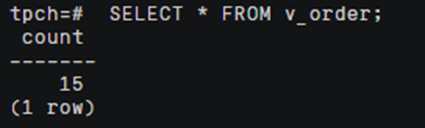 tpch=#  SELECT * FROM v_order;
 count
-------
    15
(1 row)